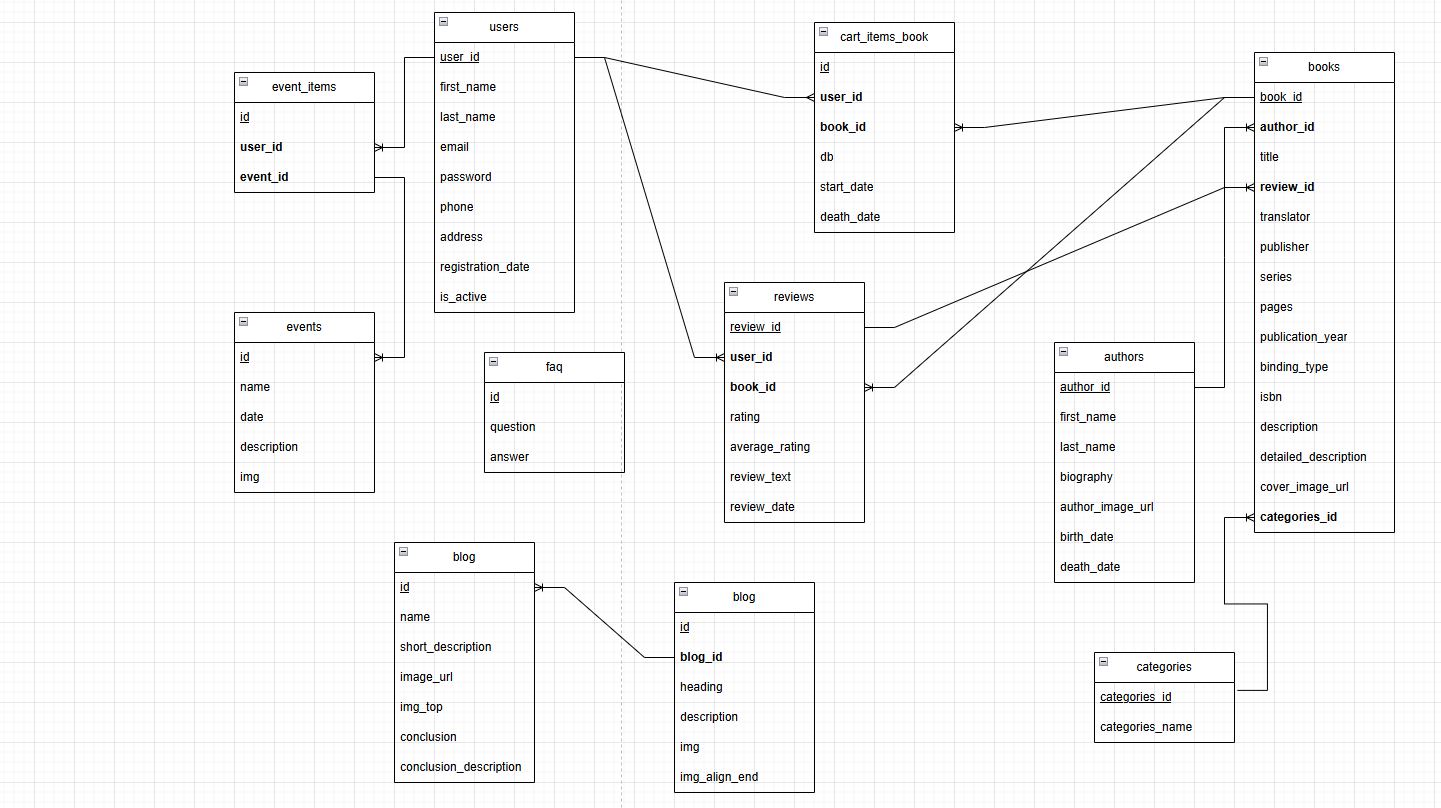 users
user_id
first_name
last_name
email
password
phone
address
registration_date
is_active
event_items
id
user_id
event_id
events
id
name
date
description
img
faq
id
question
answer
cart_items_book
id
user_id
book_id
db
start_date
death_date
books
book_id
author_id
title
review_id
translator
publisher
series
pages
publication_year
binding_type
isbn
description
detailed_description
cover_image_url
categories_id
reviews
review_id
user_id
book_id
rating
average_rating
review_text
review_date
authors
author_id
first_name
last_name
biography
author_image_url
birth_date
death_date
blog
id
name
short_description
image_url
img_top
conclusion
conclusion_description
blog
id
blog_id
heading
description
img
img_align_end
categories
categories_id
categories_name